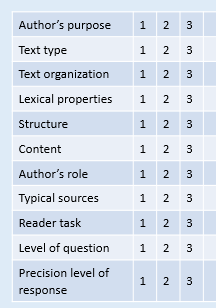 Author's purpose 1 2 3
Text type 1 2 3
Text organization 1 2 3
Lexical properties 1 2 3
Structure 1 2 3
Content 1 2 3
Author's role 1 2 3
Typical sources 1 2 3
Reader task 1 2 3
Level of question 1 2 3
Precision level of
response 1 2 3